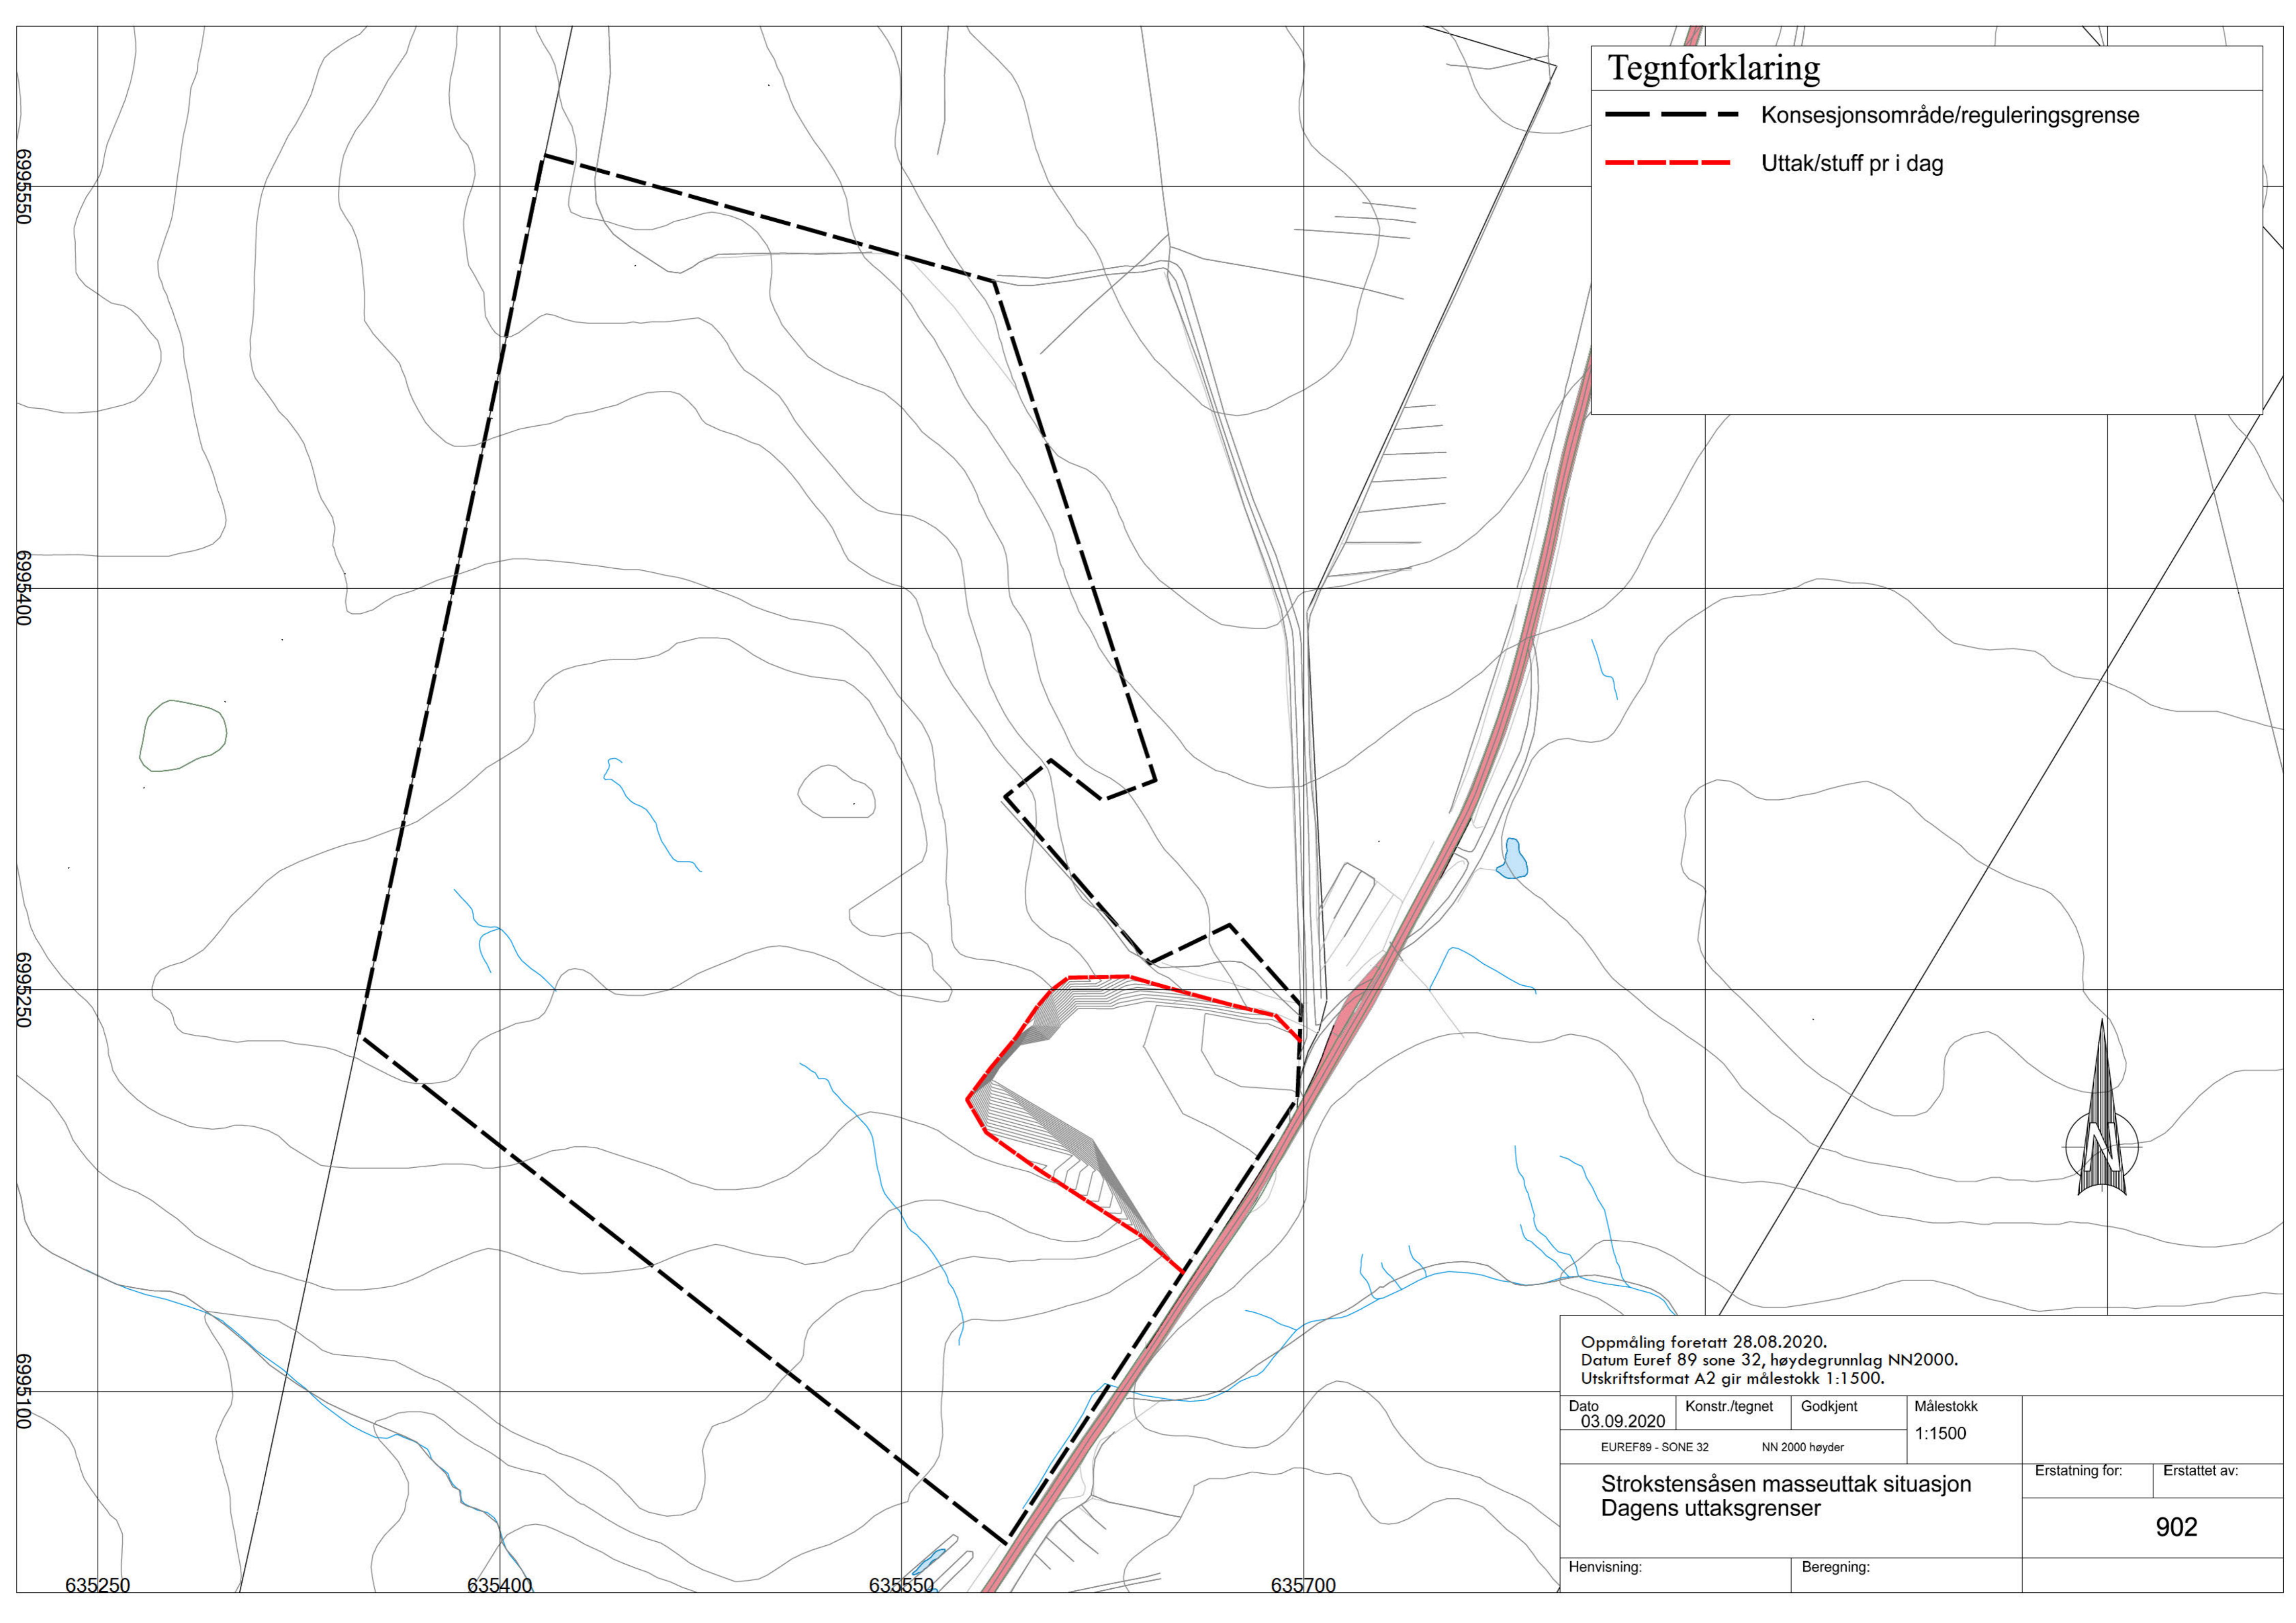 Tegnforklaring
Konsesjonsområde/reguleringsgrense
Uttak/stuff pr i dag
6995550
6995400
6995250
6995100
635250
635400
635550
635700
N
Oppmåling foretatt 28.08.2020.
Datum Euref 89 sone 32, høydegrunnlag NN2000.
Utskriftsformat A2 gir målestokk 1:1500.
Dato
03.09.2020
Konstr./tegnet
Godkjent
Målestokk
1:1500
EUREF89 - SONE 32
NN 2000 høyder
Strokstensåsen masseuttak situasjon
Dagens uttaksgrenser
Erstatning for:
Erstattet av:
902
Henvisning:
Beregning: